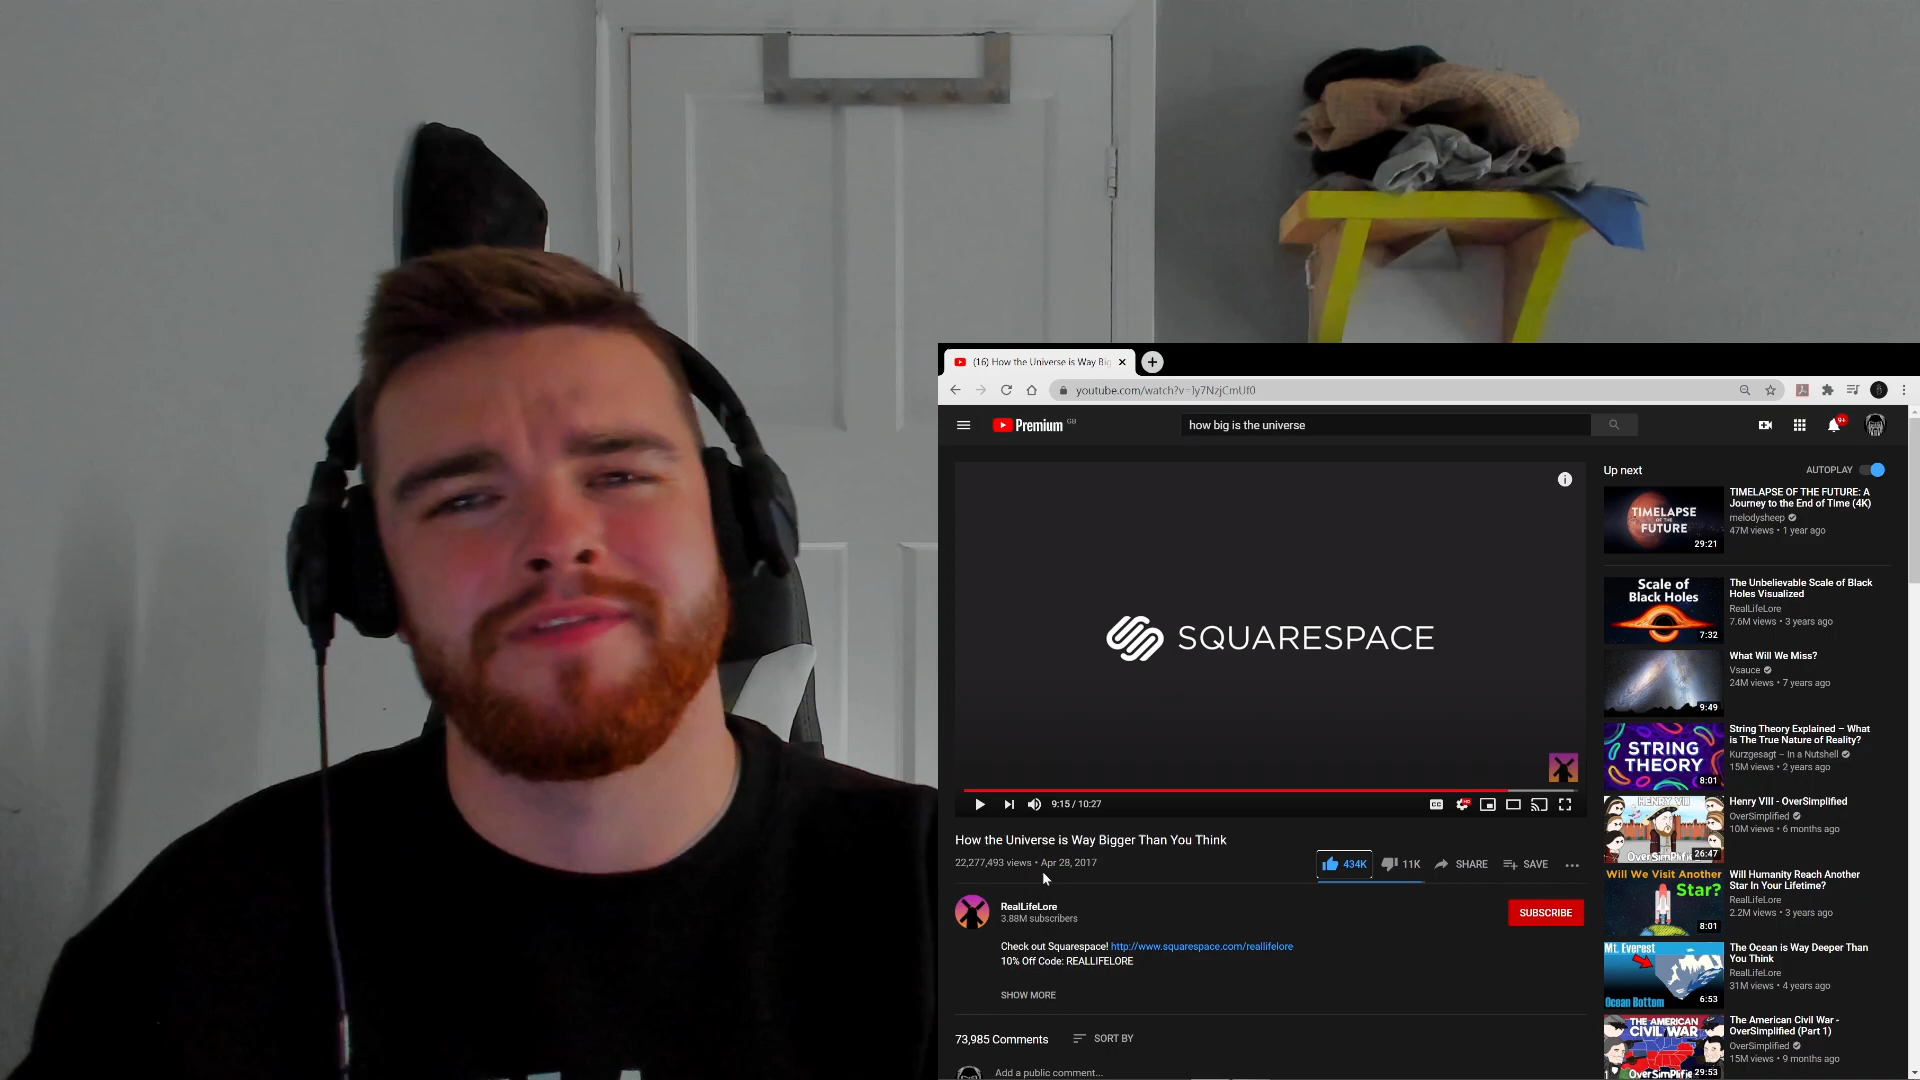 (16) How the Universe is Way Big
youtube.com/watch?v=Jy7NzjCmUf0
Premium GB
how big is the universe
9+
SQUARESPACE
9:15 / 10:27
CC
HD
How the Universe is Way Bigger Than You Think
22,277,493 views • Apr 28, 2017
434K
11K
SHARE
SAVE
RealLifeLore
3.88M subscribers
SUBSCRIBE
Check out Squarespace! http://www.squarespace.com/reallifelore
10% Off Code: REALLIFELORE
SHOW MORE
73,985 Comments
SORT BY
Add a public comment...
Up next
AUTOPLAY
TIMELAPSE
OF THE
FUTURE
29:21
TIMELAPSE OF THE FUTURE: A
Journey to the End of Time (4K)
melodysheep
47M views • 1 year ago
Scale of
Black Holes
7:32
The Unbelievable Scale of Black
Holes Visualized
RealLifeLore
7.6M views • 3 years ago
9:49
What Will We Miss?
Vsauce
24M views • 7 years ago
STRING
THEORY
8:01
String Theory Explained – What
is The True Nature of Reality?
Kurzgesagt – In a Nutshell
15M views • 2 years ago
HENRY VIII
OverSimplifie
26:47
Henry VIII - OverSimplified
OverSimplified
10M views • 6 months ago
Will We Visit Another
Star?
8:01
Will Humanity Reach Another
Star In Your Lifetime?
RealLifeLore
2.2M views • 3 years ago
Mt. Everest
Ocean Bottom
6:53
The Ocean is Way Deeper Than
You Think
RealLifeLore
31M views • 4 years ago
THE AMERICAN
CIVIL WAR
OverSimplifie
29:53
The American Civil War -
OverSimplified (Part 1)
OverSimplified
15M views • 9 months ago